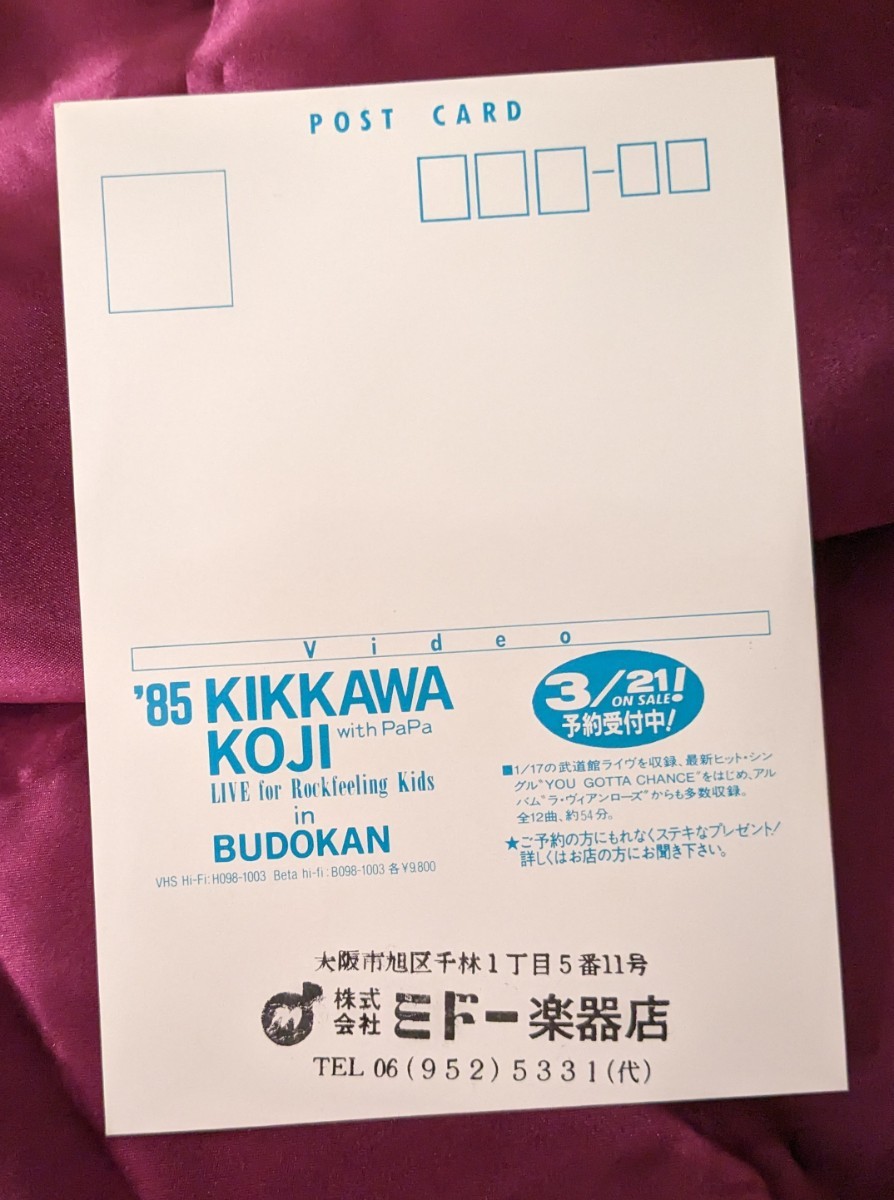 POST CARD
Video
'85 KIKKAWA
KOJI with PaPa
LIVE for Rockfeeling Kids
in
BUDOKAN
VHS Hi-Fi:H098-1003 Beta hi-fi:B098-1003 各¥9,800
3/21!
ON SALE
予約受付中!
■1/17の武道館ライヴを収録、最新ヒット・シン
グル"YOU GOTTA CHANCE"をはじめ、アル
バム"ラ・ヴィアンローズ"からも多数収録。
全12曲、約54分。
★ご予約の方にもれなくステキなプレゼント!
詳しくはお店の方にお聞き下さい。
大阪市旭区千林1丁目5番11号
株式
会社 ミドー楽器店
TEL 06(952)5331(代)